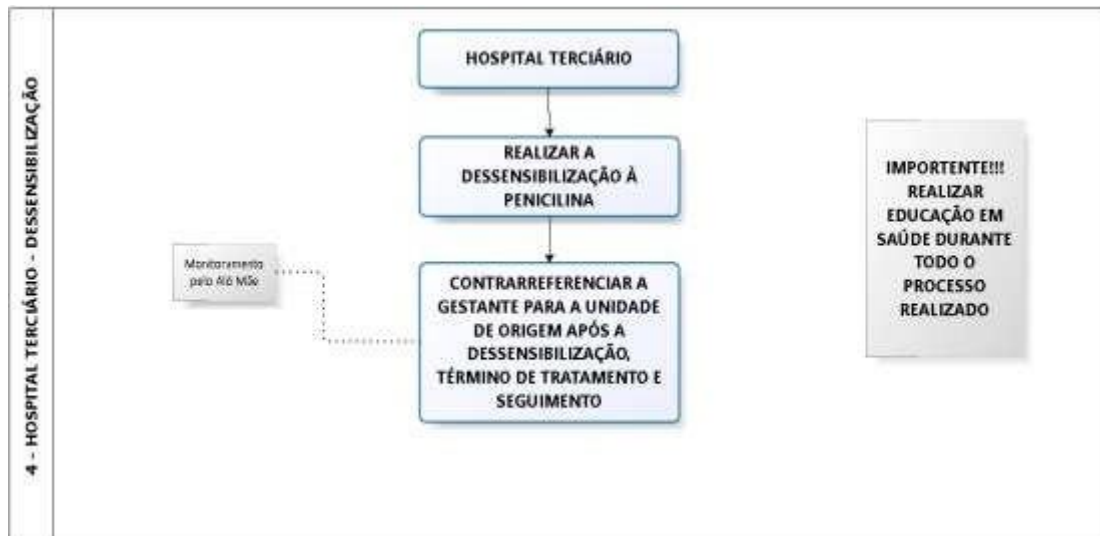 4 - HOSPITAL TERCIÁRIO - DESSENSIBILIZAÇÃO
HOSPITAL TERCIÁRIO
REALIZAR A
DESSENSIBILIZAÇÃO À
PENICILINA
Monitoramento
pelo Alô Mãe
CONTRARREFERENCIAR A
GESTANTE PARA A UNIDADE
DE ORIGEM APÓS A
DESSENSIBILIZAÇÃO,
TÉRMINO DE TRATAMENTO E
SEGUIMENTO
IMPORTENTE!!!
REALIZAR
EDUCAÇÃO EM
SAÚDE DURANTE
TODO O
PROCESSO
REALIZADO